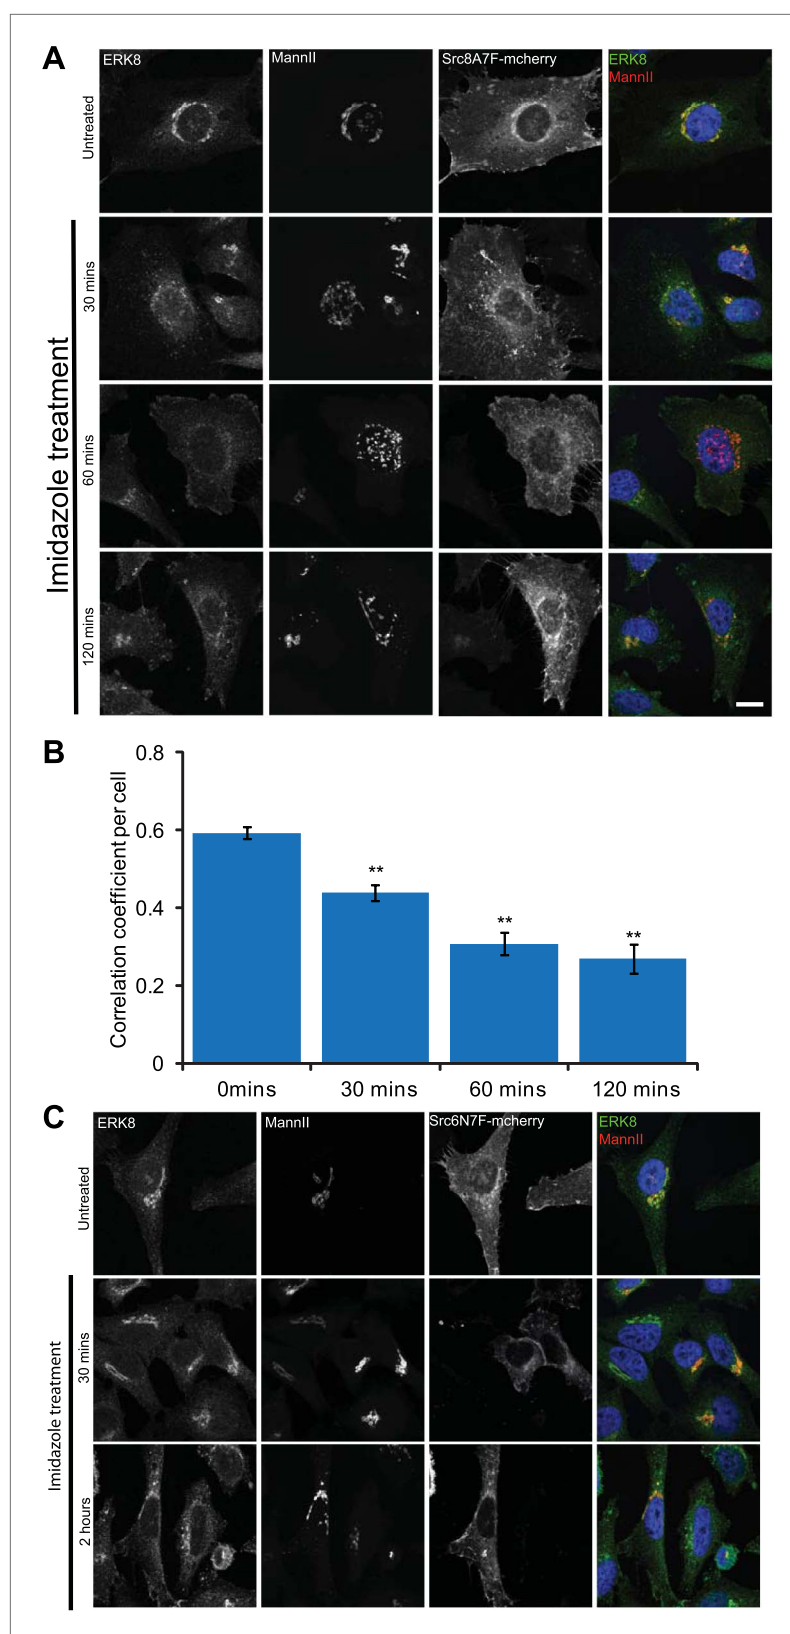 A
ERK8
MannII
Src8A7F-mcherry
ERK8
MannII
Untreated
Imidazole treatment
30 mins
60 mins
120 mins
B
Correlation coefficient per cell
0.8
0.6
0.4
0.2
0
**
**
**
0mins
30 mins
60 mins
120 mins
C
ERK8
MannII
Src6N7F-mcherry
ERK8
MannII
Untreated
Imidazole treatment
30 mins
2 hours